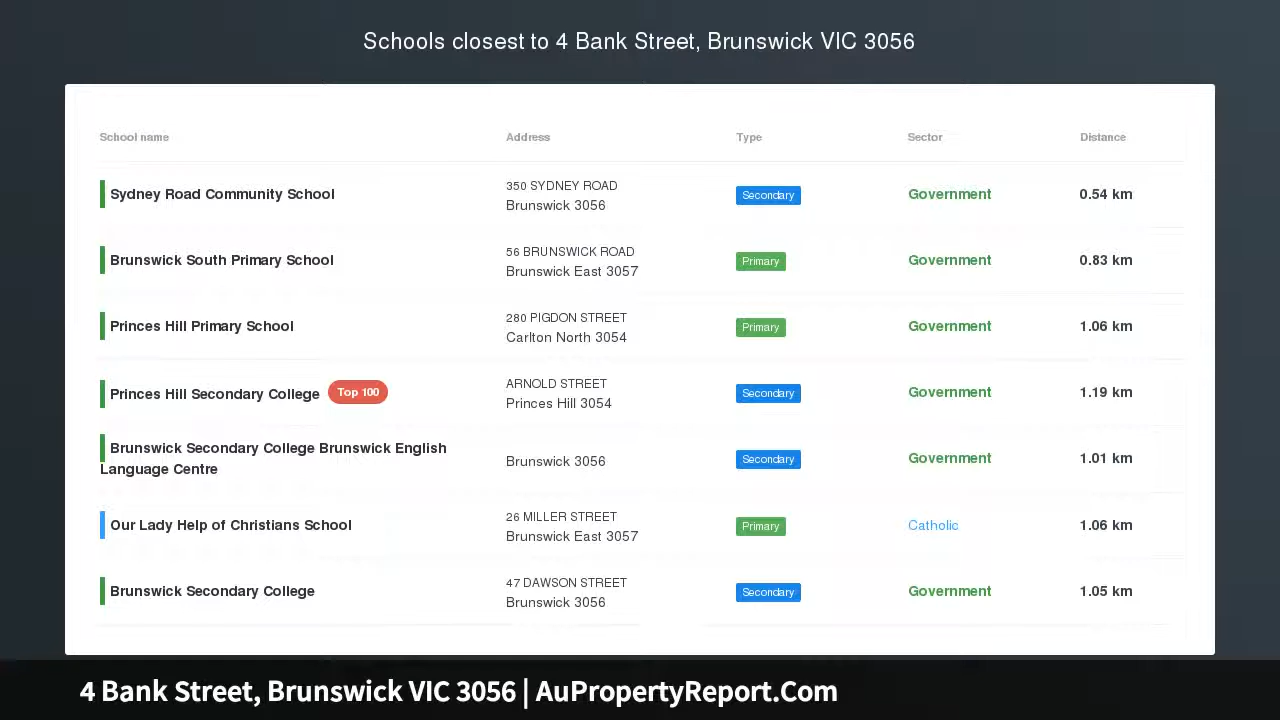 Schools closest to 4 Bank Street, Brunswick VIC 3056
School name Address Type Sector Distance
Sydney Road Community School 350 SYDNEY ROAD Brunswick 3056 Secondary Government 0.54 km
Brunswick South Primary School 56 BRUNSWICK ROAD Brunswick East 3057 Primary Government 0.83 km
Princes Hill Primary School 280 PIGDON STREET Carlton North 3054 Primary Government 1.06 km
Princes Hill Secondary College Top 100 ARNOLD STREET Princes Hill 3054 Secondary Government 1.19 km
Brunswick Secondary College Brunswick English Language Centre Brunswick 3056 Secondary Government 1.01 km
Our Lady Help of Christians School 26 MILLER STREET Brunswick East 3057 Primary Catholic 1.06 km
Brunswick Secondary College 47 DAWSON STREET Brunswick 3056 Secondary Government 1.05 km
4 Bank Street, Brunswick VIC 3056 | AuPropertyReport.Com